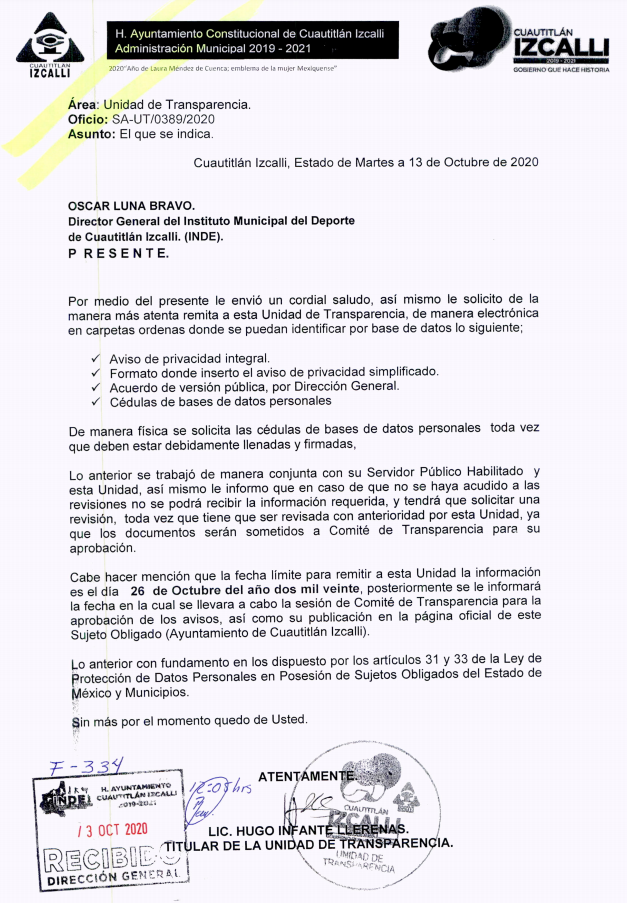 H. Ayuntamiento Constitucional de Cuautitlán Izcalli
Administración Municipal 2019 - 2021
2020"Año de Laura Méndez de Cuenca; emblema de la mujer Mexiquense"
CUAUTITLÁN
IZCALLI
CUAUTITLÁN
IZCALLI
2019 - 2021
GOBIERNO QUE HACE HISTORIA
Área: Unidad de Transparencia.
Oficio: SA-UT/0389/2020
Asunto: El que se indica.
Cuautitlán Izcalli, Estado de Martes a 13 de Octubre de 2020
OSCAR LUNA BRAVO.
Director General del Instituto Municipal del Deporte
de Cuautitlán Izcalli. (INDE).
P R E S E N T E.
Por medio del presente le envió un cordial saludo, así mismo le solicito de la
manera más atenta remita a esta Unidad de Transparencia, de manera electrónica
en carpetas ordenas donde se puedan identificar por base de datos lo siguiente;
✓ Aviso de privacidad integral.
✓ Formato donde inserto el aviso de privacidad simplificado.
✓ Acuerdo de versión pública, por Dirección General.
✓ Cédulas de bases de datos personales
De manera física se solicita las cédulas de bases de datos personales toda vez
que deben estar debidamente llenadas y firmadas,
Lo anterior se trabajó de manera conjunta con su Servidor Público Habilitado y
esta Unidad, así mismo le informo que en caso de que no se haya acudido a las
revisiones no se podrá recibir la información requerida, y tendrá que solicitar una
revisión, toda vez que tiene que ser revisada con anterioridad por esta Unidad, ya
que los documentos serán sometidos a Comité de Transparencia para su
aprobación.
Cabe hacer mención que la fecha límite para remitir a esta Unidad la información
es el día 26 de Octubre del año dos mil veinte, posteriormente se le informará
la fecha en la cual se llevara a cabo la sesión de Comité de Transparencia para la
aprobación de los avisos, así como su publicación en la página oficial de este
Sujeto Obligado (Ayuntamiento de Cuautitlán Izcalli).
Lo anterior con fundamento en los dispuesto por los artículos 31 y 33 de la Ley de
Protección de Datos Personales en Posesión de Sujetos Obligados del Estado de
México y Municipios.
Sin más por el momento quedo de Usted.
F-334
H. AYUNTAMIENTO
CUAUTITLÁN IZCALLI
2019-2021
INDE
13 OCT 2020
RECIBIDO
DIRECCIÓN GENERAL
12:05 hrs
ATENTAMENTE.
CUAUTITLÁN
IZCALLI
LIC. HUGO INFANTE LLERENAS.
TITULAR DE LA UNIDAD DE TRANSPARENCIA.
UNIDAD DE
TRANSPARENCIA